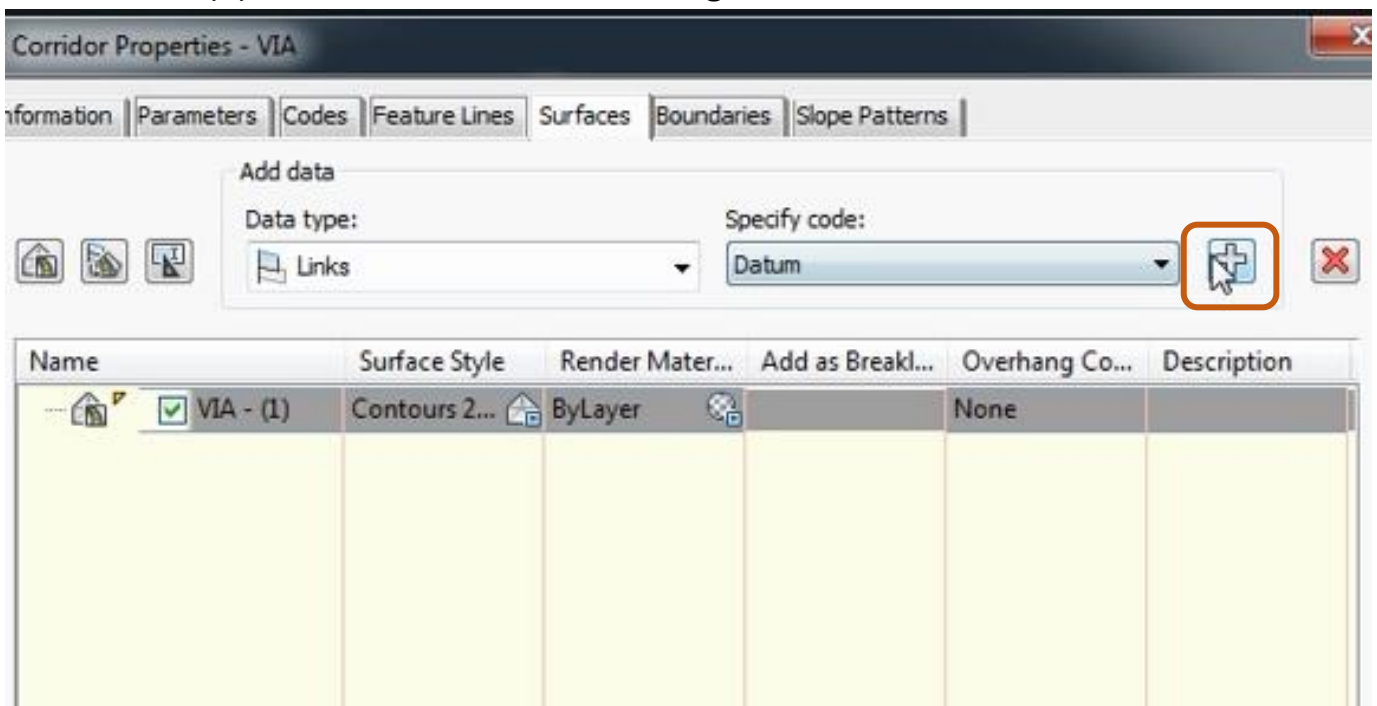 Corridor Properties - VIA
nformation Parameters Codes Feature Lines Surfaces Boundaries Slope Patterns
Add data
Data type: Specify code:
Links Datum
Name Surface Style Render Mater... Add as Breakl... Overhang Co... Description
VIA - (1) Contours 2... ByLayer None